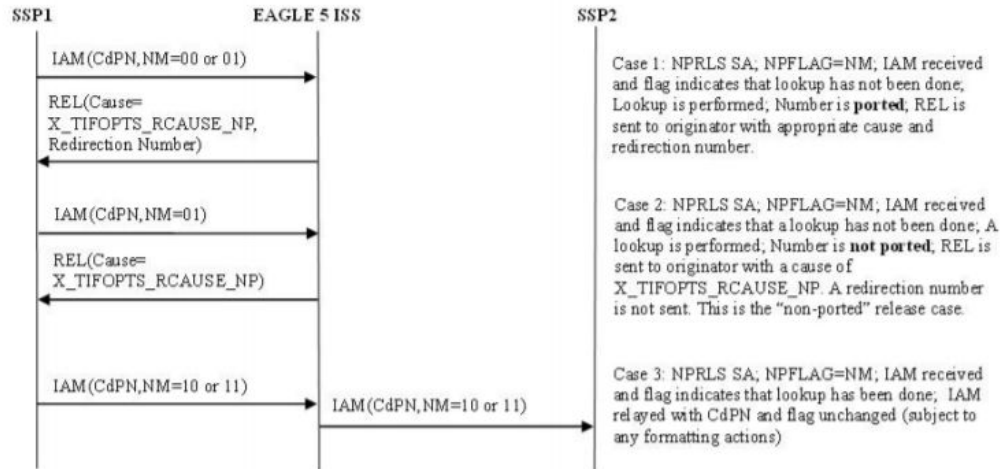 SSP1
EAGLE 5 ISS
SSP2
IAM(CdPN,NM=00 or 01)
REL(Cause=
X_TIFOPTS_RCAUSE_NP,
Redirection Number)
Case 1: NPRLS SA; NPFLAG=NM; IAM received
and flag indicates that lookup has not been done;
Lookup is performed; Number is ported; REL is
sent to originator with appropriate cause and
redirection number.
IAM(CdPN,NM=01)
REL(Cause=
X_TIFOPTS_RCAUSE_NP)
Case 2: NPRLS SA; NPFLAG=NM; IAM received
and flag indicates that a lookup has not been done; A
lookup is performed; Number is not ported; REL is
sent to originator with a cause of
X_TIFOPTS_RCAUSE_NP. A redirection number
is not sent. This is the “non-ported” release case.
IAM(CdPN,NM=10 or 11)
IAM(CdPN,NM=10 or 11)
Case 3: NPRLS SA; NPFLAG=NM; IAM received
and flag indicates that lookup has been done; IAM
relayed with CdPN and flag unchanged (subject to
any formatting actions)